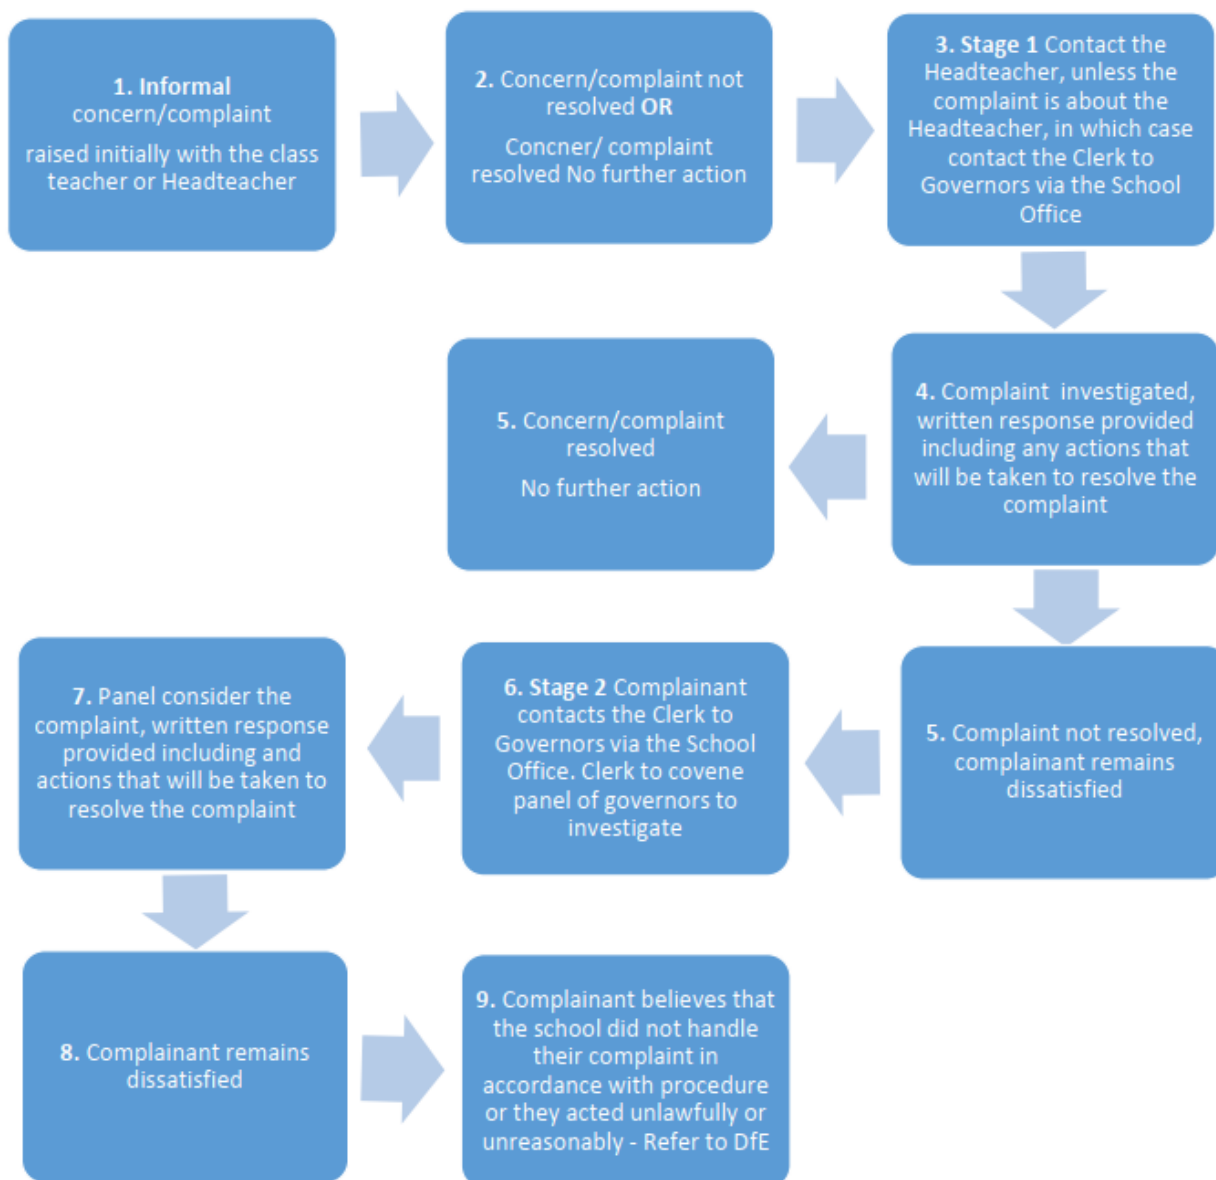 1. Informal
concern/complaint
raised initially with the class
teacher or Headteacher
2. Concern/complaint not
resolved OR
Concner/ complaint
resolved No further action
3. Stage 1 Contact the
Headteacher, unless the
complaint is about the
Headteacher, in which case
contact the Clerk to
Governors via the School
Office
4. Complaint  investigated,
written response provided
including any actions that
will be taken to resolve the
complaint
5. Concern/complaint
resolved
No further action
5. Complaint not resolved,
complainant remains
dissatisfied
6. Stage 2 Complainant
contacts the Clerk to
Governors via the School
Office. Clerk to covene
panel of governors to
investigate
7. Panel consider the
complaint, written response
provided including and
actions that will be taken to
resolve the complaint
8. Complainant remains
dissatisfied
9. Complainant believes that
the school did not handle
their complaint in
accordance with procedure
or they acted unlawfully or
unreasonably - Refer to DfE